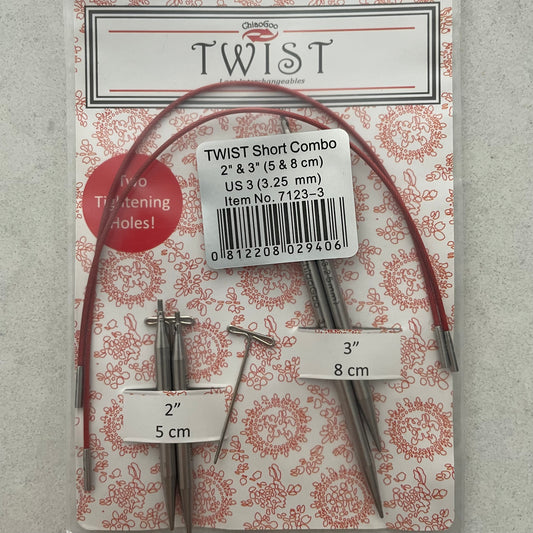 ChiaoGoo
TWIST
Lace Interchangeables
TWIST Short Combo
2" & 3" (5 & 8 cm)
US 3 (3.25 mm)
Item No. 7123-3
0 812208 029406
Two
Tightening
Holes!
3”
8 cm
2”
5 cm